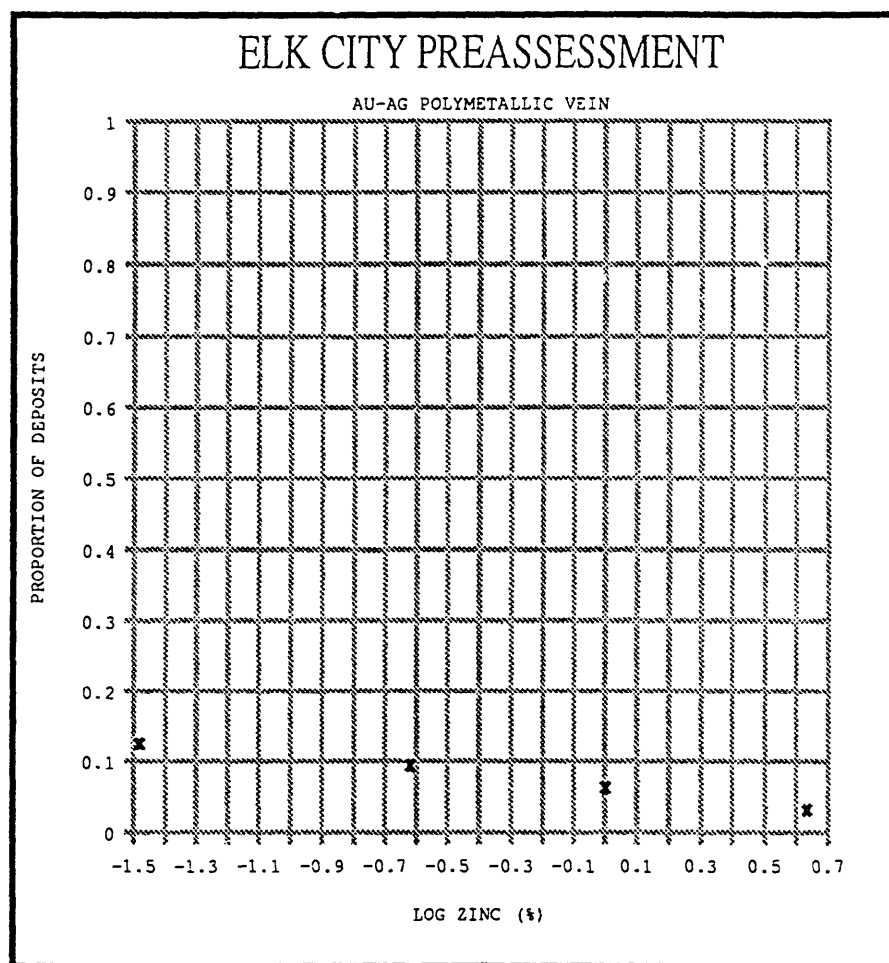 ELK CITY PREASSESSMENT
AU-AG POLYMETALLIC VEIN
1
0.9
0.8
0.7
0.6
0.5
0.4
0.3
0.2
0.1
0
PROPORTION OF DEPOSITS
-1.5 -1.3 -1.1 -0.9 -0.7 -0.5 -0.3 -0.1 0.1 0.3 0.5 0.7
LOG ZINC (%)